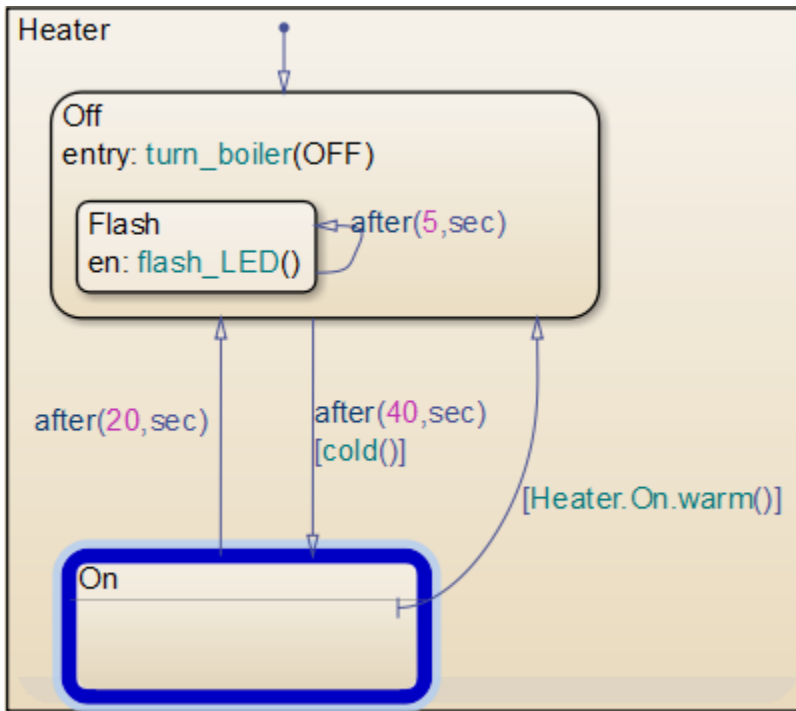 Heater
Off
entry: turn_boiler(OFF)
Flash
en: flash_LED()
after(5,sec)
after(20,sec)
after(40,sec)
[cold()]
[Heater.On.warm()]
On